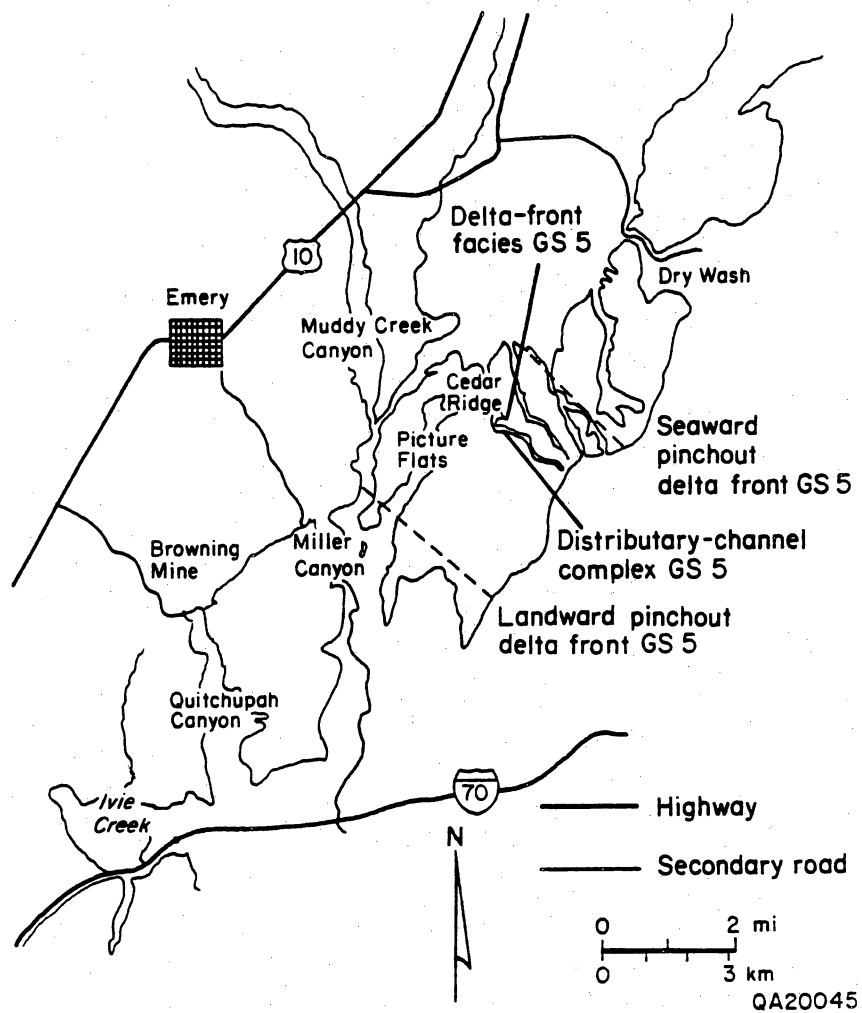 Delta-front
facies GS 5
10
Dry Wash
Emery
Muddy Creek
Canyon
Cedar
Ridge
Picture
Flats
Seaward
pinchout
delta front GS 5
Browning
Mine
Miller
Canyon
Distributary-channel
complex GS 5
Landward pinchout
delta front GS 5
Quitchupah
Canyon
Ivie
Creek
70
Highway
N
Secondary road
0 2 mi
0 3 km
QA20045